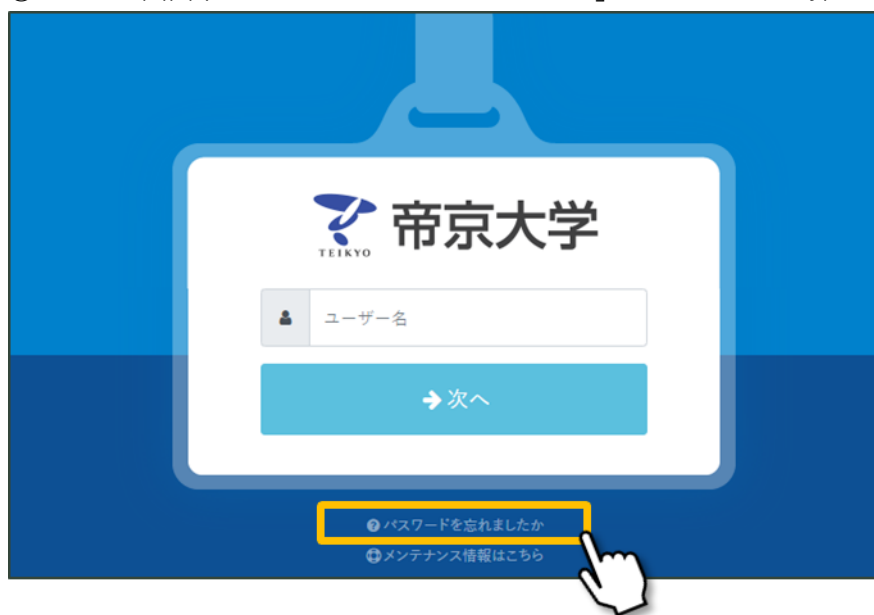 帝京大学
TEIKYO
ユーザー名
次へ
パスワードを忘れましたか
メンテナンス情報はこちら